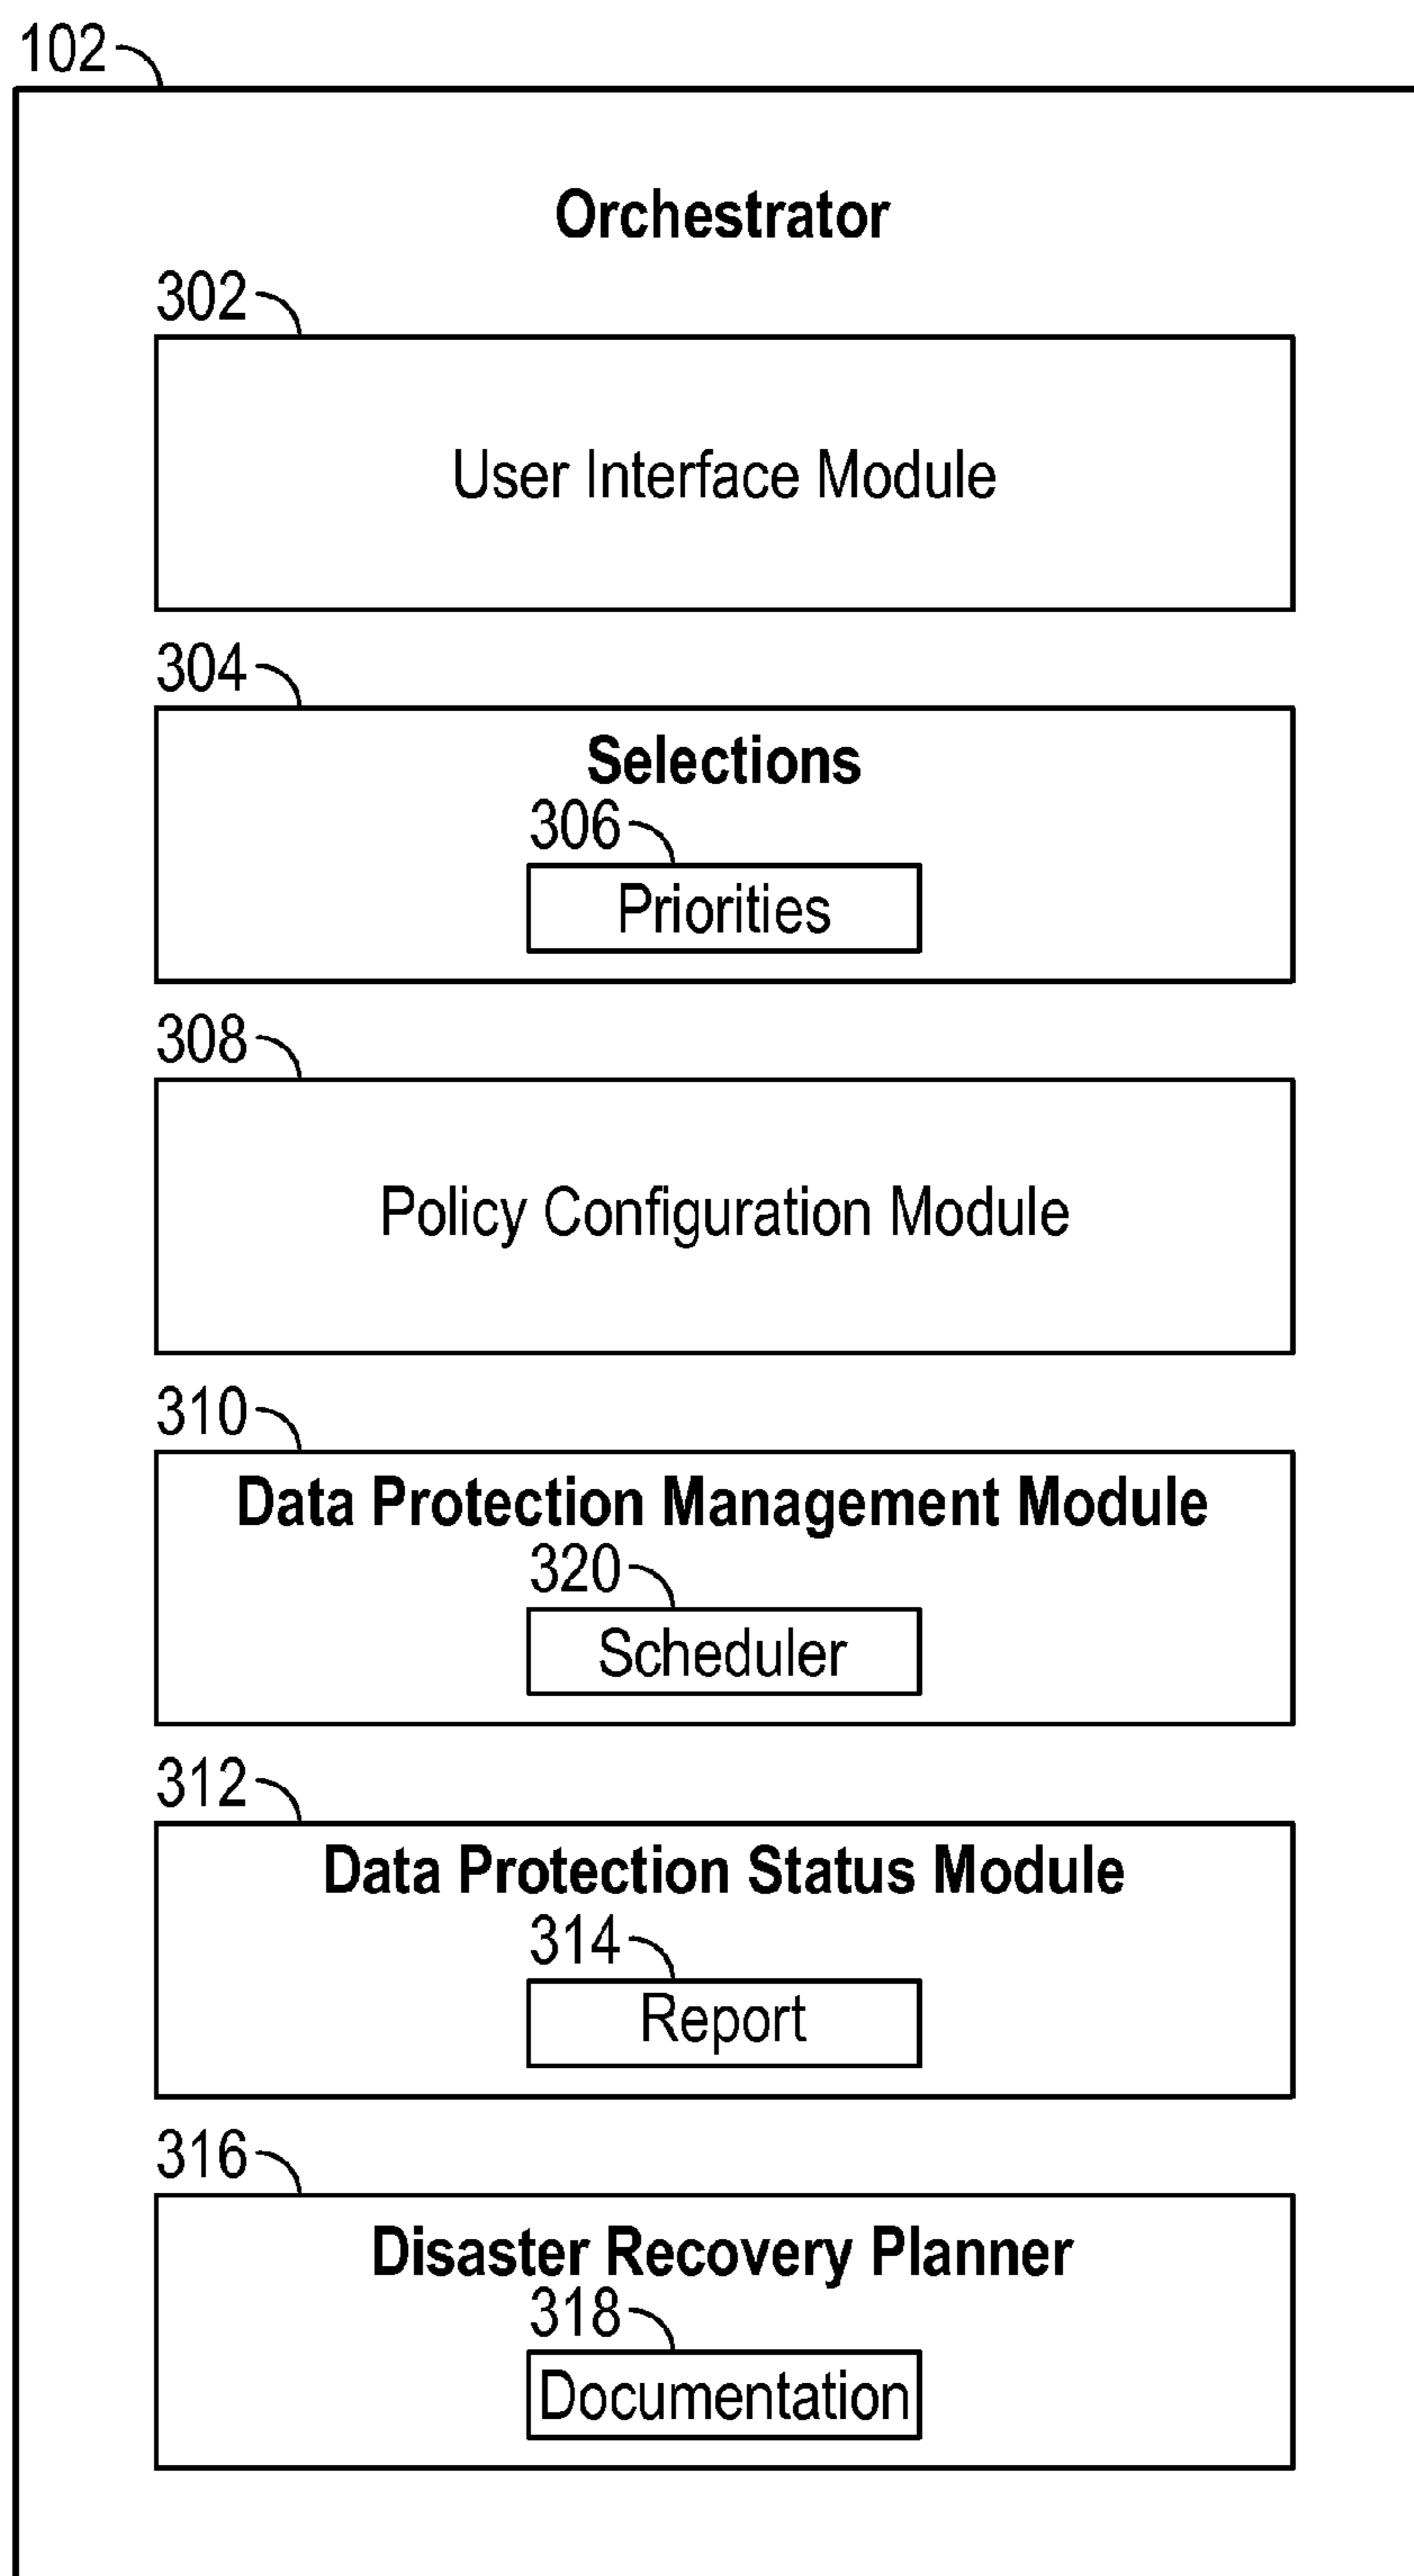 102
Orchestrator
302
User Interface Module
304
Selections
306
Priorities
308
Policy Configuration Module
310
Data Protection Management Module
320
Scheduler
312
Data Protection Status Module
314
Report
316
Disaster Recovery Planner
318
Documentation